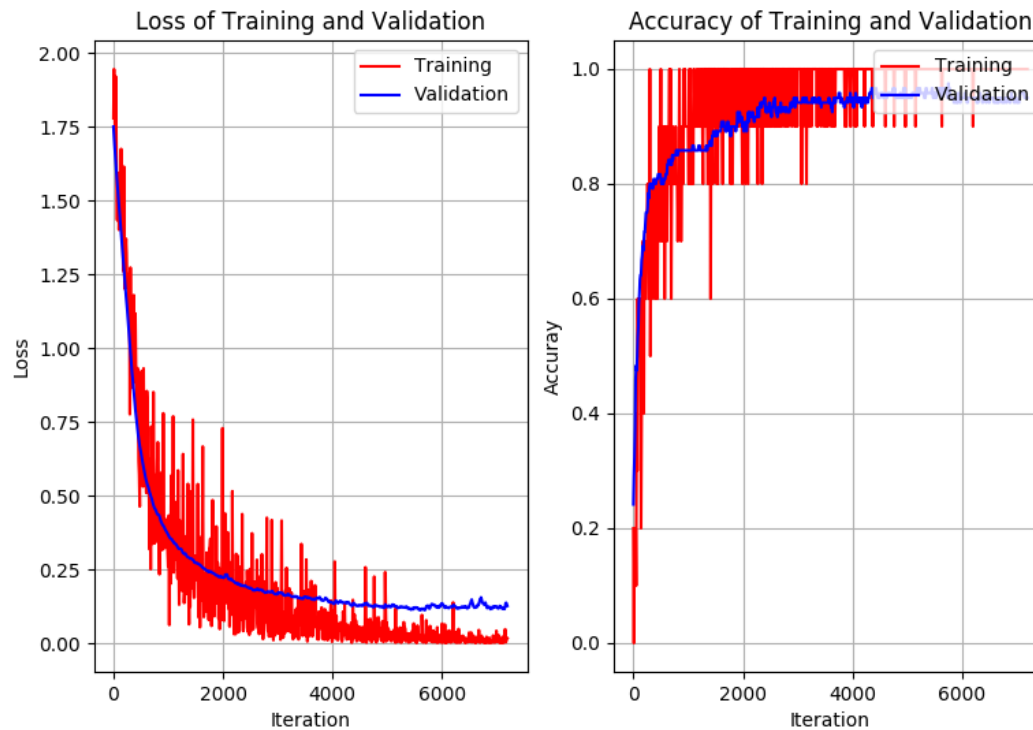 Loss of Training and Validation
2.00
1.75
1.50
1.25
1.00
0.75
0.50
0.25
0.00
Loss
0
2000
4000
6000
Iteration
Training
Validation
Accuracy of Training and Validation
1.0
0.8
0.6
0.4
0.2
0.0
Accuray
0
2000
4000
6000
Iteration
Training
Validation